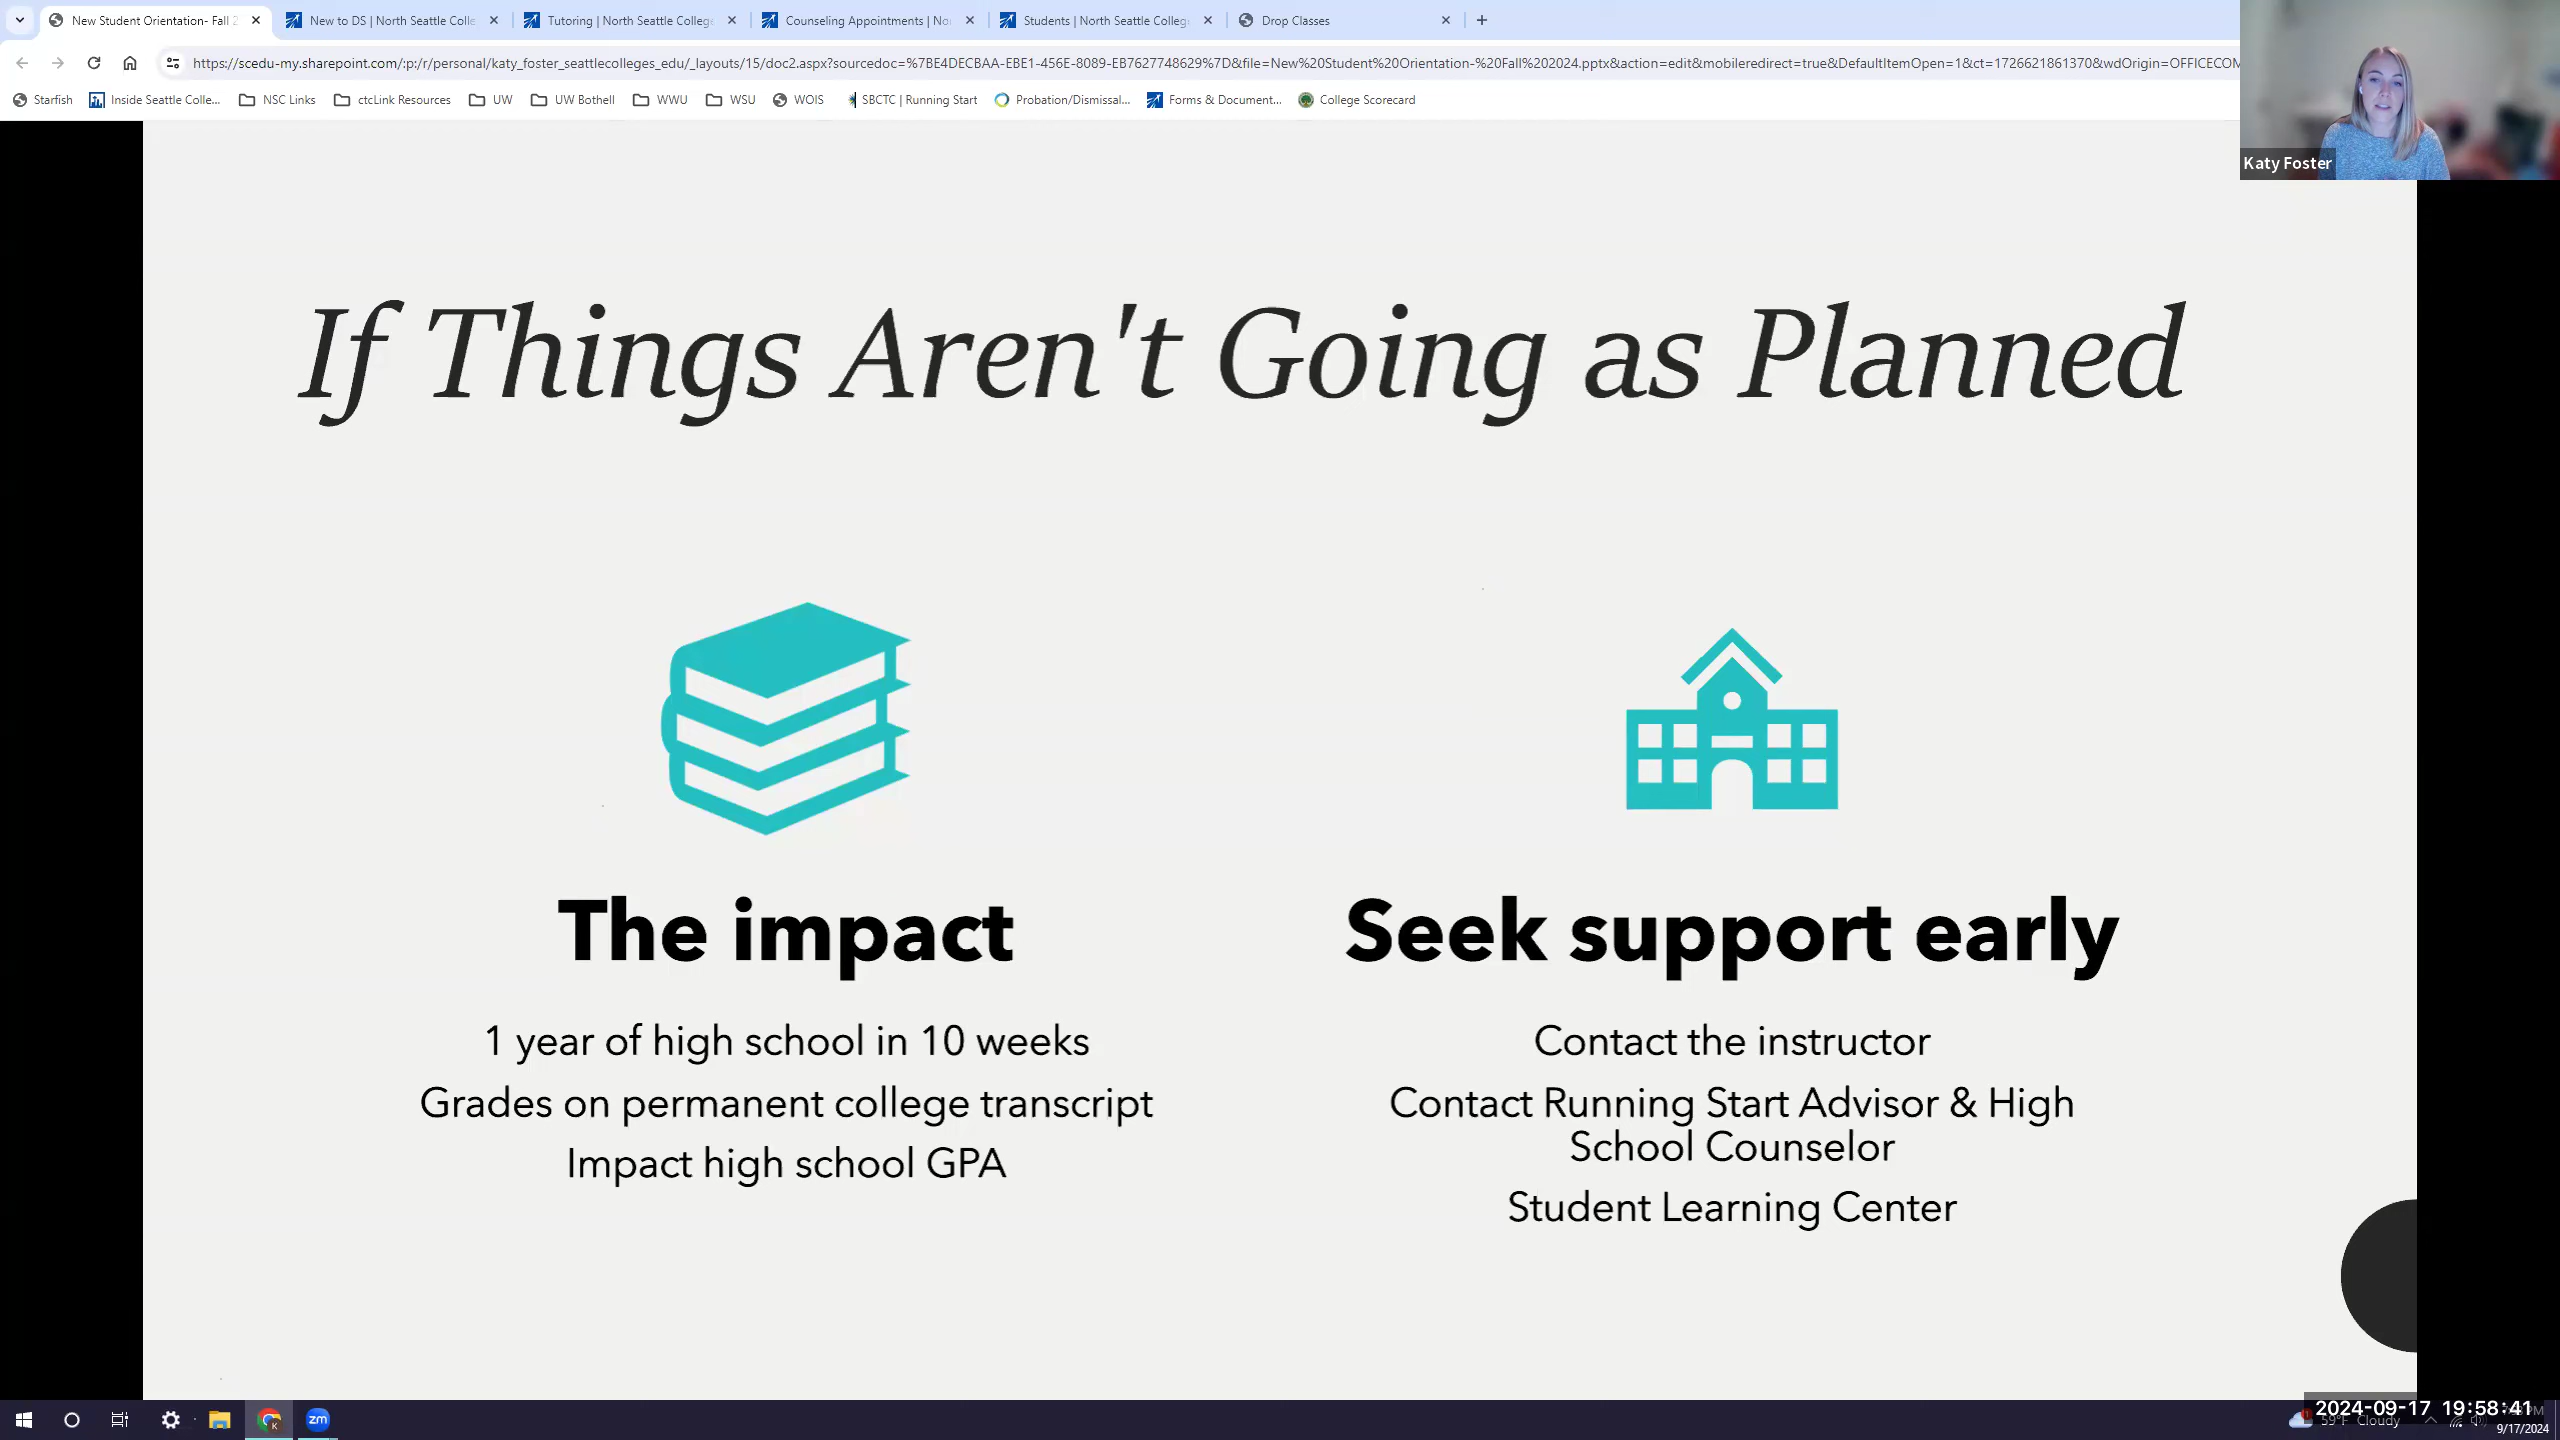 New Student Orientation- Fall 2
New to DS | North Seattle Colle
Tutoring | North Seattle College
Counseling Appointments | No
Students | North Seattle College
Drop Classes
https://scedu-my.sharepoint.com/:p:/r/personal/katy_foster_seattlecolleges_edu/_layouts/15/doc2.aspx?sourcedoc=%7BE4DECBAA-EBE1-456E-8089-EB7627748629%7D&file=New%20Student%20Orientation-%20Fall%202024.pptx&action=edit&mobileredirect=true&DefaultItemOpen=1&ct=1726621861370&wdOrigin=OFFICECOM
Starfish
Inside Seattle Colle...
NSC Links
ctcLink Resources
UW
UW Bothell
WWU
WSU
WOIS
SBCTC | Running Start
Probation/Dismissal...
Forms & Document...
College Scorecard
Katy Foster
If Things Aren't Going as Planned
The impact
1 year of high school in 10 weeks
Grades on permanent college transcript
Impact high school GPA
Seek support early
Contact the instructor
Contact Running Start Advisor & High
School Counselor
Student Learning Center
zm
59°F Cloudy
2024-09-17 19:58:41
9/17/2024